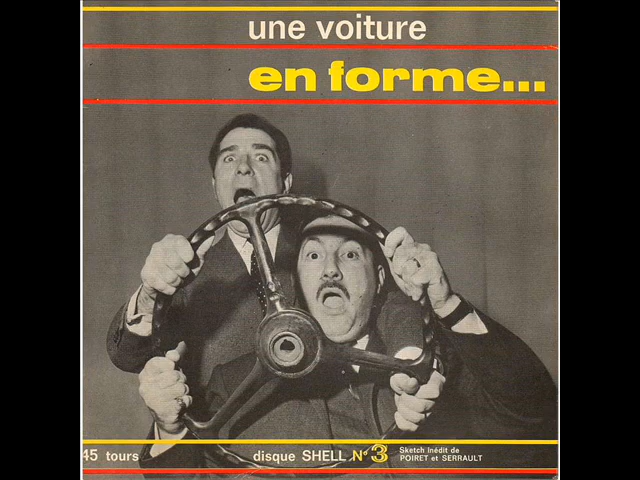 une voiture
en forme...
45 tours
disque SHELL N° 3
Sketch inédit de
POIRET et SERRAULT